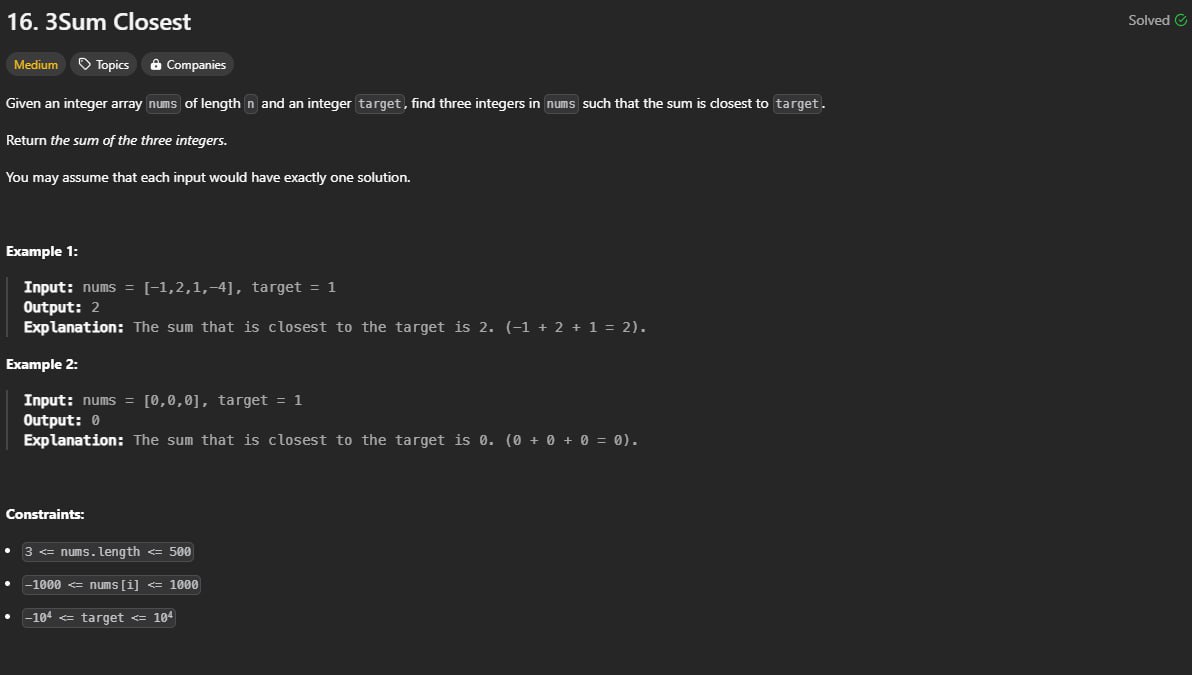 16. 3Sum Closest
Solved
Medium Topics Companies
Given an integer array nums of length n and an integer target, find three integers in nums such that the sum is closest to target.
Return the sum of the three integers.
You may assume that each input would have exactly one solution.
Example 1:
Input: nums = [-1,2,1,-4], target = 1
Output: 2
Explanation: The sum that is closest to the target is 2. (-1 + 2 + 1 = 2).
Example 2:
Input: nums = [0,0,0], target = 1
Output: 0
Explanation: The sum that is closest to the target is 0. (0 + 0 + 0 = 0).
Constraints:
• 3 <= nums.length <= 500
• -1000 <= nums[i] <= 1000
• -10⁴ <= target <= 10⁴